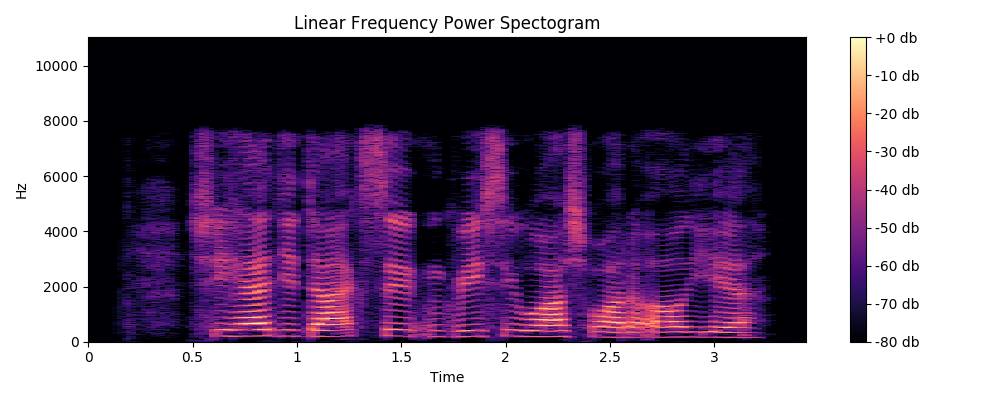 Linear Frequency Power Spectogram
10000
8000
6000
4000
2000
0
Hz
0
0.5
1
1.5
2
2.5
3
Time
+0 db
-10 db
-20 db
-30 db
-40 db
-50 db
-60 db
-70 db
-80 db